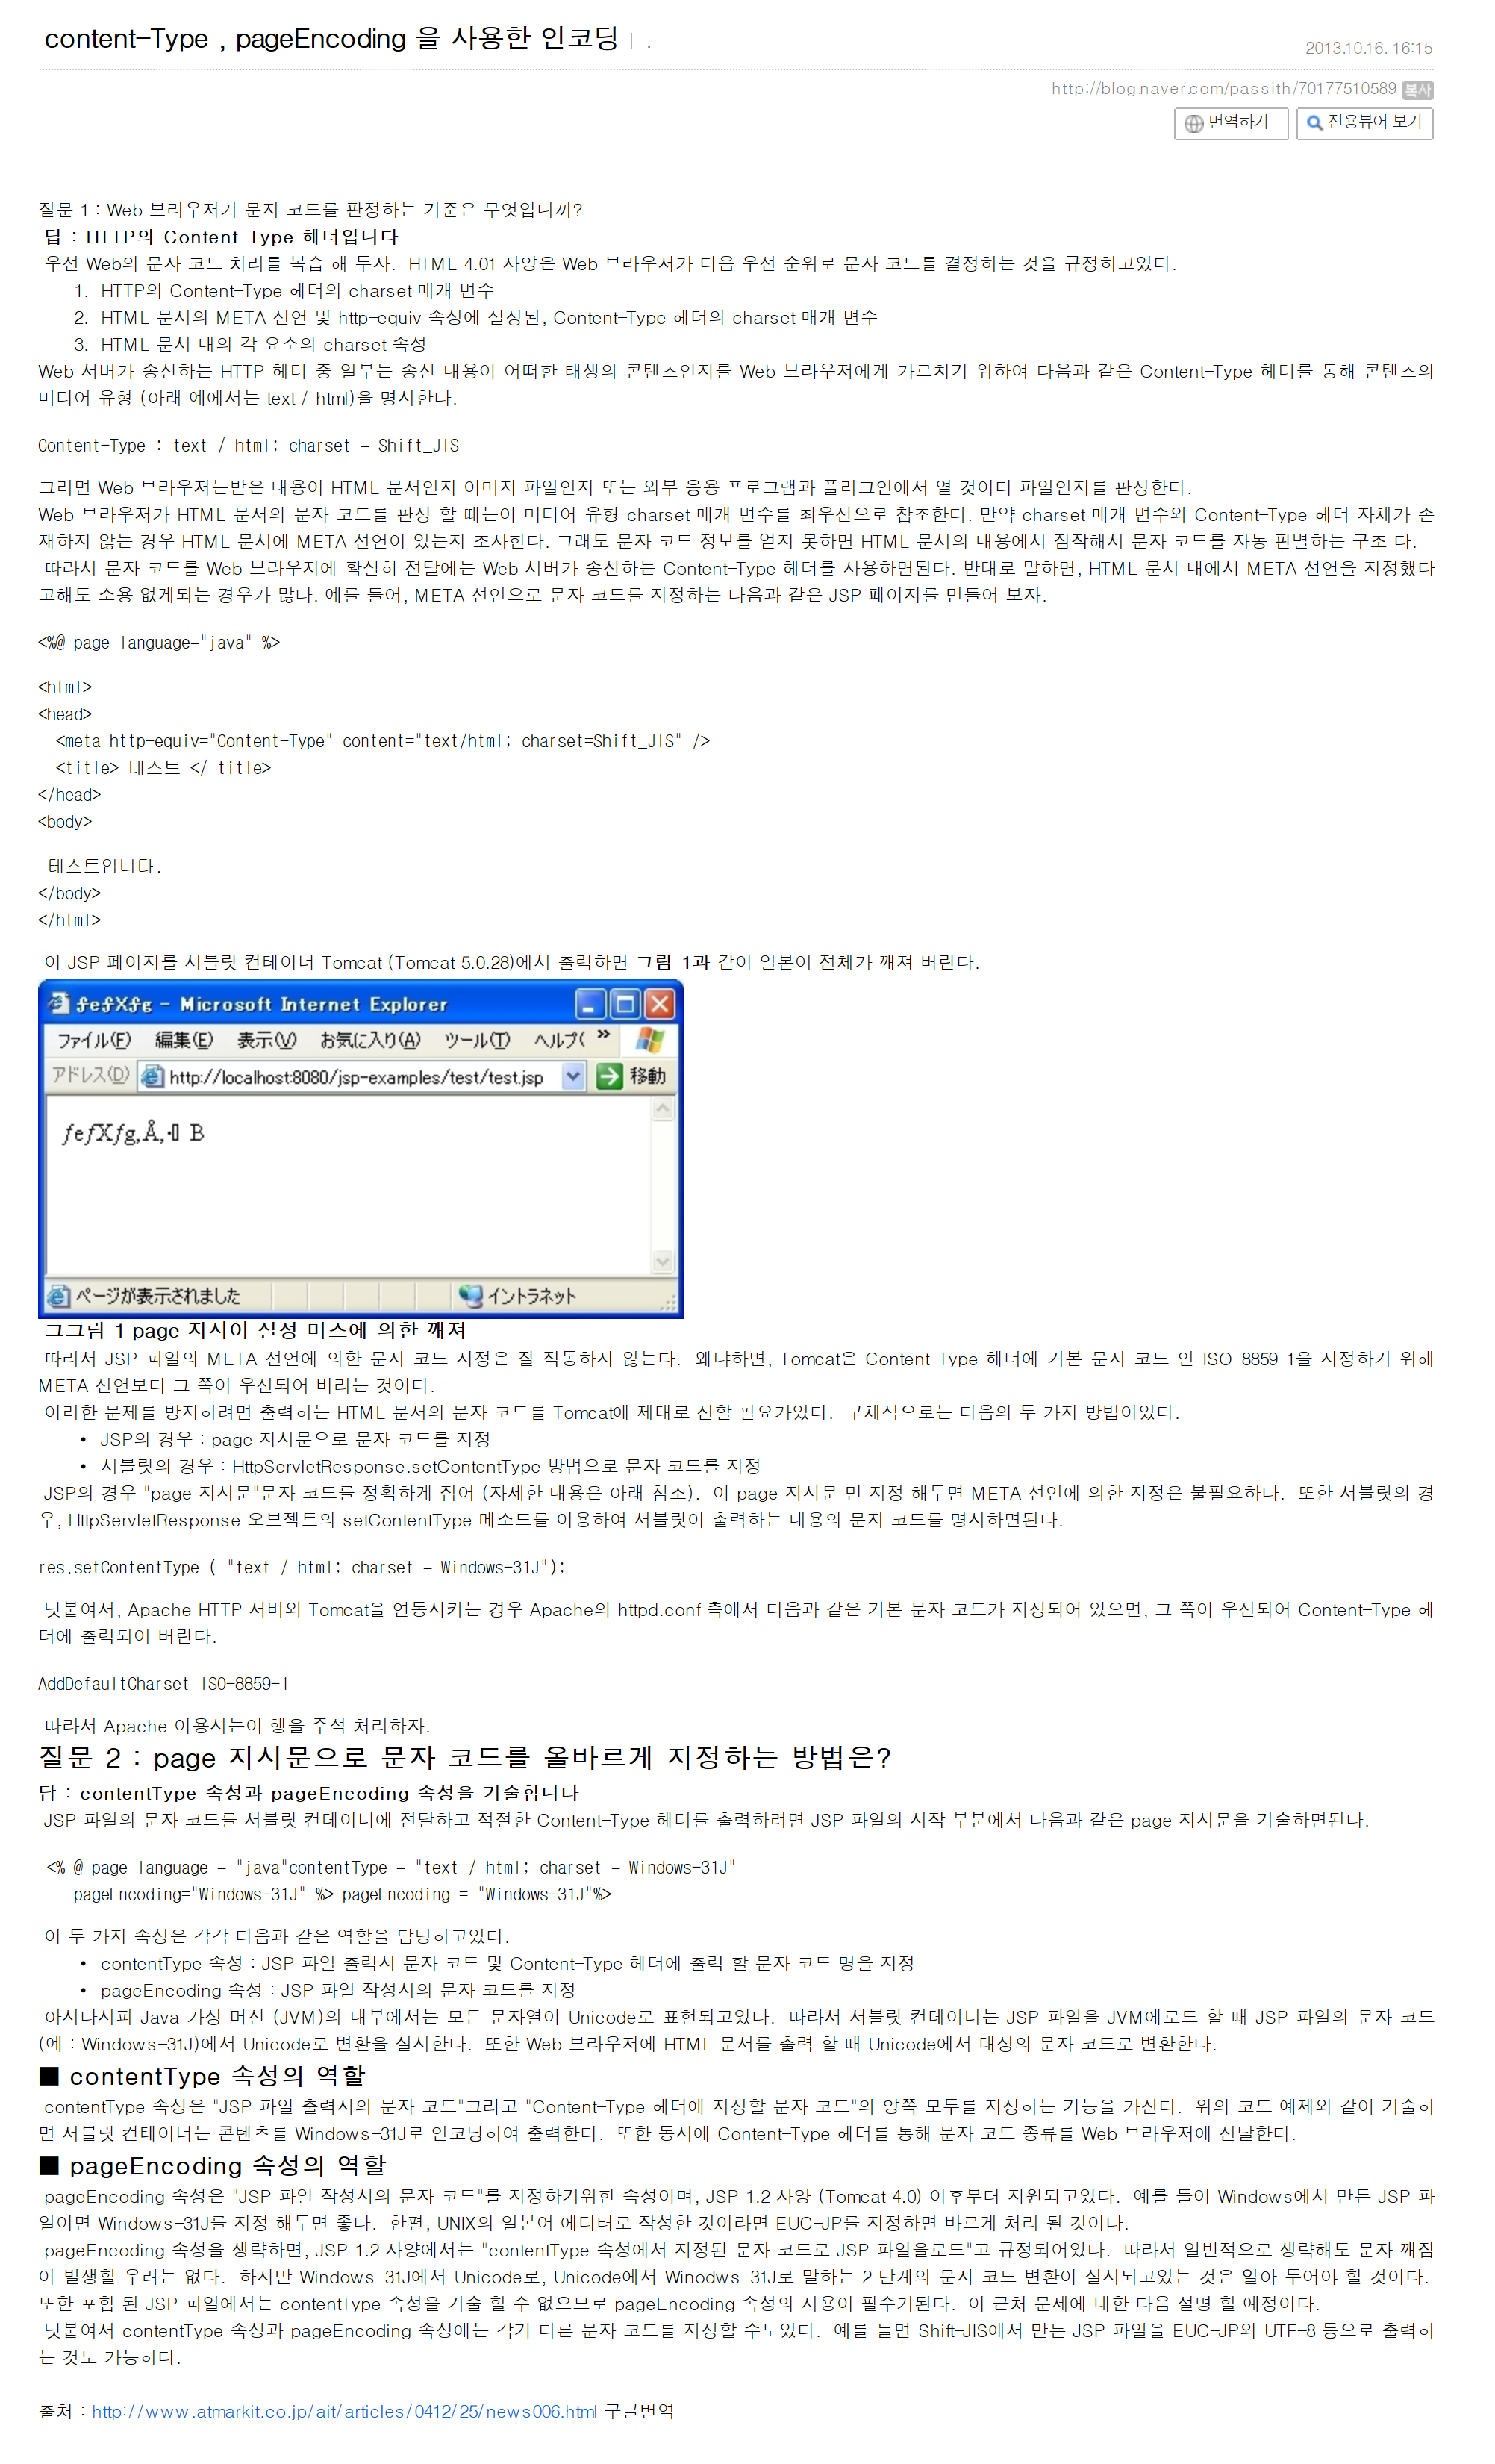 content-Type , pageEncoding 을 사용한 인코딩 | .
2013.10.16. 16:15
http://blog.naver.com/passith/70177510589 복사
번역하기 전용뷰어 보기
질문 1 : Web 브라우저가 문자 코드를 판정하는 기준은 무엇입니까?
답 : HTTP의 Content-Type 헤더입니다
우선 Web의 문자 코드 처리를 복습 해 두자. HTML 4.01 사양은 Web 브라우저가 다음 우선 순위로 문자 코드를 결정하는 것을 규정하고있다.
1. HTTP의 Content-Type 헤더의 charset 매개 변수
2. HTML 문서의 META 선언 및 http-equiv 속성에 설정된, Content-Type 헤더의 charset 매개 변수
3. HTML 문서 내의 각 요소의 charset 속성
Web 서버가 송신하는 HTTP 헤더 중 일부는 송신 내용이 어떠한 태생의 콘텐츠인지를 Web 브라우저에게 가르치기 위하여 다음과 같은 Content-Type 헤더를 통해 콘텐츠의
미디어 유형 (아래 예에서는 text / html)을 명시한다.
Content-Type : text / html; charset = Shift_JIS
그러면 Web 브라우저는받은 내용이 HTML 문서인지 이미지 파일인지 또는 외부 응용 프로그램과 플러그인에서 열 것이다 파일인지를 판정한다.
Web 브라우저가 HTML 문서의 문자 코드를 판정 할 때는이 미디어 유형 charset 매개 변수를 최우선으로 참조한다. 만약 charset 매개 변수와 Content-Type 헤더 자체가 존
재하지 않는 경우 HTML 문서에 META 선언이 있는지 조사한다. 그래도 문자 코드 정보를 얻지 못하면 HTML 문서의 내용에서 짐작해서 문자 코드를 자동 판별하는 구조 다.
따라서 문자 코드를 Web 브라우저에 확실히 전달에는 Web 서버가 송신하는 Content-Type 헤더를 사용하면된다. 반대로 말하면, HTML 문서 내에서 META 선언을 지정했다
고해도 소용 없게되는 경우가 많다. 예를 들어, META 선언으로 문자 코드를 지정하는 다음과 같은 JSP 페이지를 만들어 보자.
<%@ page language="java" %>
<html>
<head>
<meta http-equiv="Content-Type" content="text/html; charset=Shift_JIS" />
<title> 테스트 </ title>
</head>
<body>
테스트입니다.
</body>
</html>
이 JSP 페이지를 서블릿 컨테이너 Tomcat (Tomcat 5.0.28)에서 출력하면 그림 1과 같이 일본어 전체가 깨져 버린다.
ƒeƒXƒg - Microsoft Internet Explorer
ファイル(F) 編集(E) 表示(V) お気に入り(A) ツール(T) ヘルプ( »
アドレス(D) http://localhost:8080/jsp-examples/test/test.jsp 移動
ƒeƒXƒg‚Å‚·▯ B
ページが表示されました イントラネット
그그림 1 page 지시어 설정 미스에 의한 깨져
따라서 JSP 파일의 META 선언에 의한 문자 코드 지정은 잘 작동하지 않는다. 왜냐하면, Tomcat은 Content-Type 헤더에 기본 문자 코드 인 ISO-8859-1을 지정하기 위해
META 선언보다 그 쪽이 우선되어 버리는 것이다.
이러한 문제를 방지하려면 출력하는 HTML 문서의 문자 코드를 Tomcat에 제대로 전할 필요가있다. 구체적으로는 다음의 두 가지 방법이있다.
• JSP의 경우 : page 지시문으로 문자 코드를 지정
• 서블릿의 경우 : HttpServletResponse.setContentType 방법으로 문자 코드를 지정
JSP의 경우 "page 지시문"문자 코드를 정확하게 집어 (자세한 내용은 아래 참조). 이 page 지시문 만 지정 해두면 META 선언에 의한 지정은 불필요하다. 또한 서블릿의 경
우, HttpServletResponse 오브젝트의 setContentType 메소드를 이용하여 서블릿이 출력하는 내용의 문자 코드를 명시하면된다.
res.setContentType ( "text / html; charset = Windows-31J");
덧붙여서, Apache HTTP 서버와 Tomcat을 연동시키는 경우 Apache의 httpd.conf 측에서 다음과 같은 기본 문자 코드가 지정되어 있으면, 그 쪽이 우선되어 Content-Type 헤
더에 출력되어 버린다.
AddDefaultCharset ISO-8859-1
따라서 Apache 이용시는이 행을 주석 처리하자.
질문 2 : page 지시문으로 문자 코드를 올바르게 지정하는 방법은?
답 : contentType 속성과 pageEncoding 속성을 기술합니다
JSP 파일의 문자 코드를 서블릿 컨테이너에 전달하고 적절한 Content-Type 헤더를 출력하려면 JSP 파일의 시작 부분에서 다음과 같은 page 지시문을 기술하면된다.
<% @ page language = "java"contentType = "text / html; charset = Windows-31J"
pageEncoding="Windows-31J" %> pageEncoding = "Windows-31J"%>
이 두 가지 속성은 각각 다음과 같은 역할을 담당하고있다.
• contentType 속성 : JSP 파일 출력시 문자 코드 및 Content-Type 헤더에 출력 할 문자 코드 명을 지정
• pageEncoding 속성 : JSP 파일 작성시의 문자 코드를 지정
아시다시피 Java 가상 머신 (JVM)의 내부에서는 모든 문자열이 Unicode로 표현되고있다. 따라서 서블릿 컨테이너는 JSP 파일을 JVM에로드 할 때 JSP 파일의 문자 코드
(예 : Windows-31J)에서 Unicode로 변환을 실시한다. 또한 Web 브라우저에 HTML 문서를 출력 할 때 Unicode에서 대상의 문자 코드로 변환한다.
■ contentType 속성의 역할
contentType 속성은 "JSP 파일 출력시의 문자 코드"그리고 "Content-Type 헤더에 지정할 문자 코드"의 양쪽 모두를 지정하는 기능을 가진다. 위의 코드 예제와 같이 기술하
면 서블릿 컨테이너는 콘텐츠를 Windows-31J로 인코딩하여 출력한다. 또한 동시에 Content-Type 헤더를 통해 문자 코드 종류를 Web 브라우저에 전달한다.
■ pageEncoding 속성의 역할
pageEncoding 속성은 "JSP 파일 작성시의 문자 코드"를 지정하기위한 속성이며, JSP 1.2 사양 (Tomcat 4.0) 이후부터 지원되고있다. 예를 들어 Windows에서 만든 JSP 파
일이면 Windows-31J를 지정 해두면 좋다. 한편, UNIX의 일본어 에디터로 작성한 것이라면 EUC-JP를 지정하면 바르게 처리 될 것이다.
pageEncoding 속성을 생략하면, JSP 1.2 사양에서는 "contentType 속성에서 지정된 문자 코드로 JSP 파일을로드"고 규정되어있다. 따라서 일반적으로 생략해도 문자 깨짐
이 발생할 우려는 없다. 하지만 Windows-31J에서 Unicode로, Unicode에서 Winodws-31J로 말하는 2 단계의 문자 코드 변환이 실시되고있는 것은 알아 두어야 할 것이다.
또한 포함 된 JSP 파일에서는 contentType 속성을 기술 할 수 없으므로 pageEncoding 속성의 사용이 필수가된다. 이 근처 문제에 대한 다음 설명 할 예정이다.
덧붙여서 contentType 속성과 pageEncoding 속성에는 각기 다른 문자 코드를 지정할 수도있다. 예를 들면 Shift-JIS에서 만든 JSP 파일을 EUC-JP와 UTF-8 등으로 출력하
는 것도 가능하다.
출처 : http://www.atmarkit.co.jp/ait/articles/0412/25/news006.html 구글번역